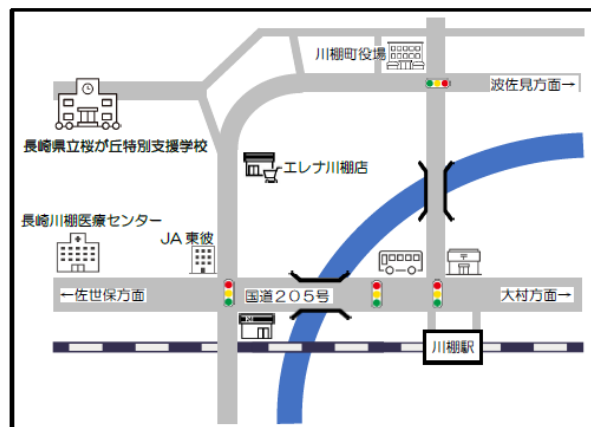 川棚町役場
波佐見方面→
長崎県立桜が丘特別支援学校
エレナ川棚店
長崎川棚医療センター
JA東彼
←佐世保方面
国道205号
大村方面→
川棚駅